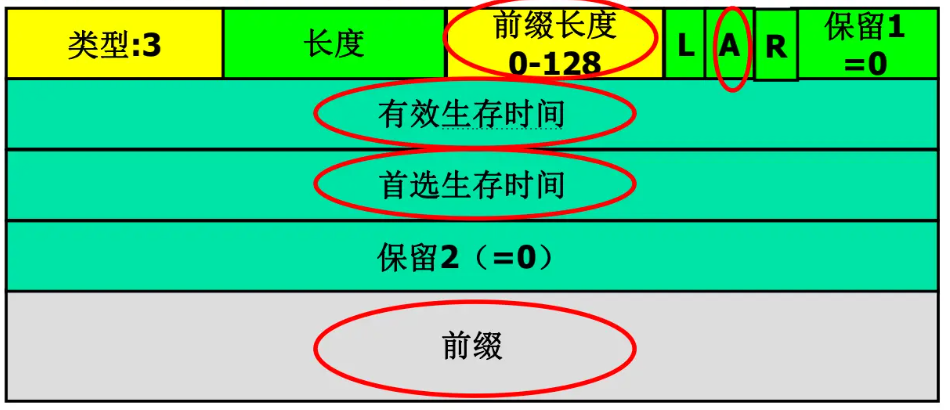 类型:3
长度
前缀长度
0-128
L
A
R
保留1
=0
有效生存时间
首选生存时间
保留2（=0）
前缀